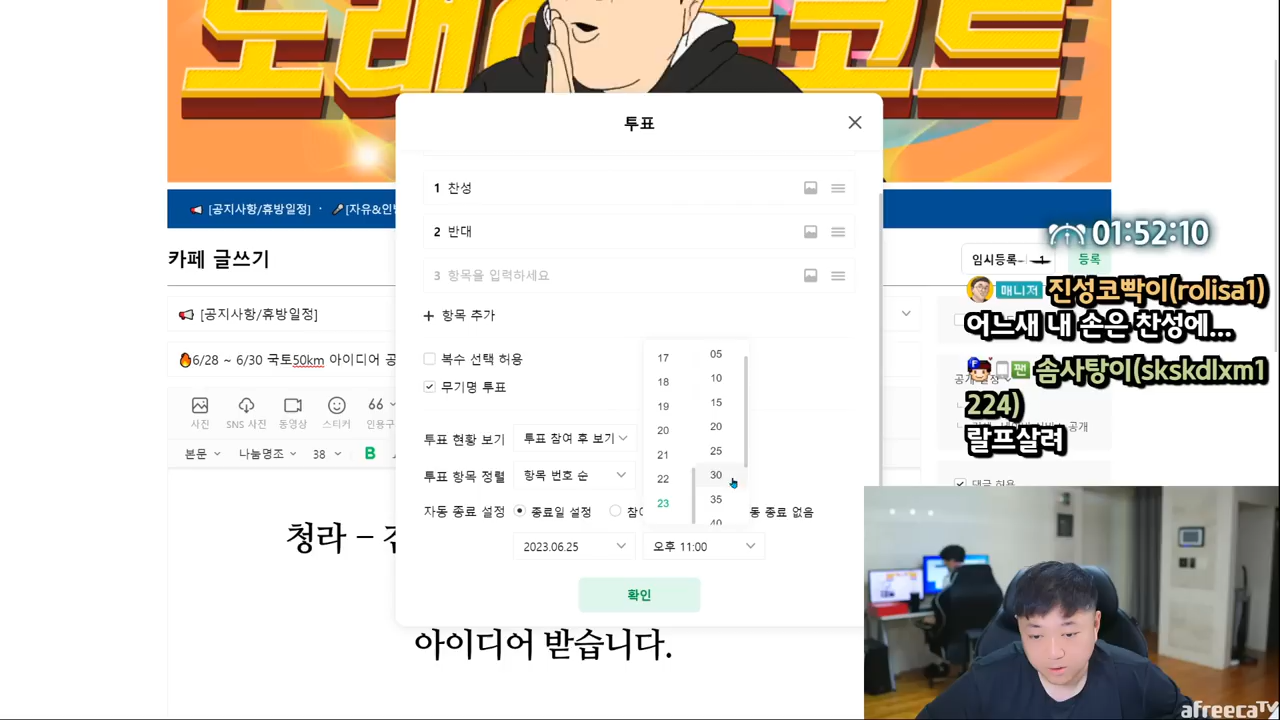 투표
1 찬성
2 반대
3 항목을 입력하세요
+ 항목 추가
복수 선택 허용
무기명 투표
투표 현황 보기
투표 참여 후 보기
투표 항목 정렬
항목 번호 순
자동 종료 설정
종료일 설정
동 종료 없음
2023.06.25
오후 11:00
17
18
19
20
21
22
23
05
10
15
20
25
30
35
40
확인
[공지사항/휴방일정]
카페 글쓰기
임시등록
1
등록
[공지사항/휴방일정]
🔥6/28 ~ 6/30 국토50km 아이디어 공
사진
SNS 사진
동영상
스티커
인용구
본문
나눔명조
38
B
청라 –
아이디어 받습니다.
01:52:10
매니저 진성코빡이(rolisa1)
어느새 내 손은 찬성에...
팬 솜사탕이(skskdlxm1
224)
랄프살려
댓글 허용
afreecaTV